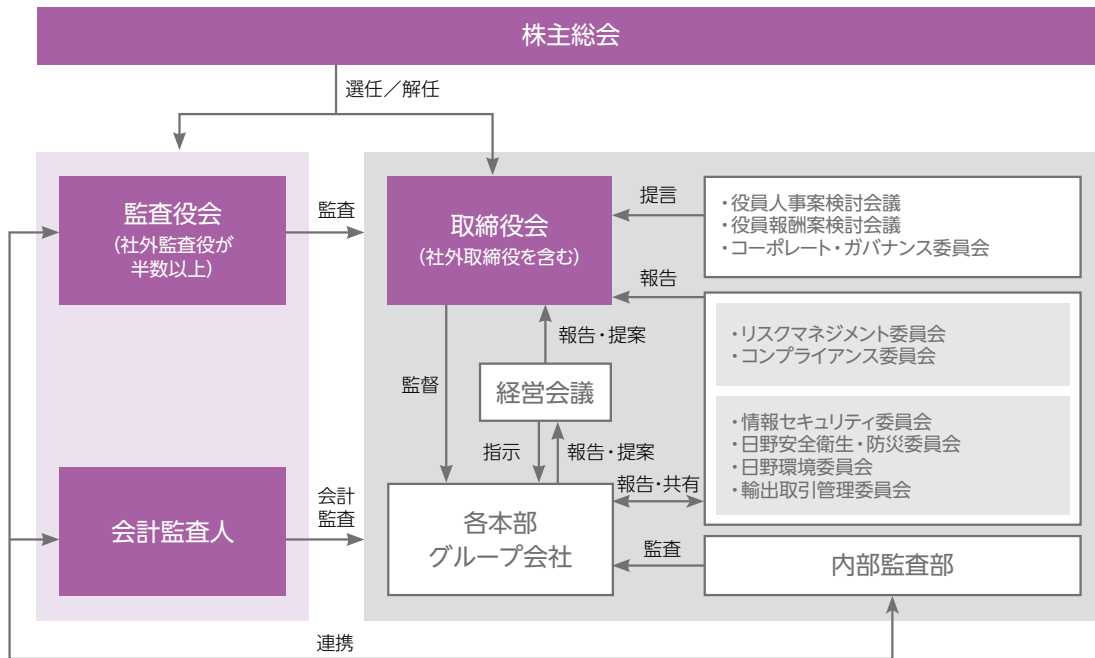 株主総会
選任／解任
監査役会
(社外監査役が
半数以上)
監査
取締役会
(社外取締役を含む)
提言
・役員人事案検討会議
・役員報酬案検討会議
・コーポレート・ガバナンス委員会
報告
・リスクマネジメント委員会
・コンプライアンス委員会
報告・提案
監督
経営会議
・情報セキュリティ委員会
・日野安全衛生・防災委員会
・日野環境委員会
・輸出取引管理委員会
指示
報告・提案
報告・共有
会計監査人
会計
監査
各本部
グループ会社
監査
内部監査部
連携